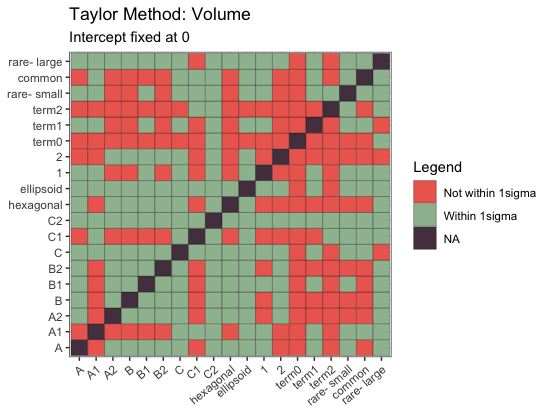 Taylor Method: Volume
Intercept fixed at 0
rare- large
common
rare- small
term2
term1
term0
2
1
ellipsoid
hexagonal
C2
C1
C
B2
B1
B
A2
A1
A
A
A1
A2
B
B1
B2
C
C1
C2
hexagonal
ellipsoid
1
2
term0
term1
term2
rare- small
common
rare- large
Legend
Not within 1sigma
Within 1sigma
NA